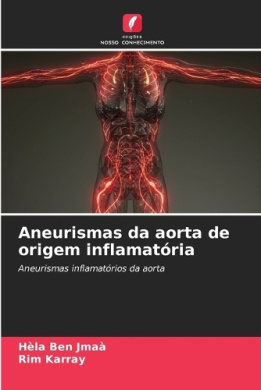 edições
NOSSO CONHECIMENTO
Aneurismas da aorta de
origem inflamatória
Aneurismas inflamatórios da aorta
Hèla Ben Jmaà
Rim Karray